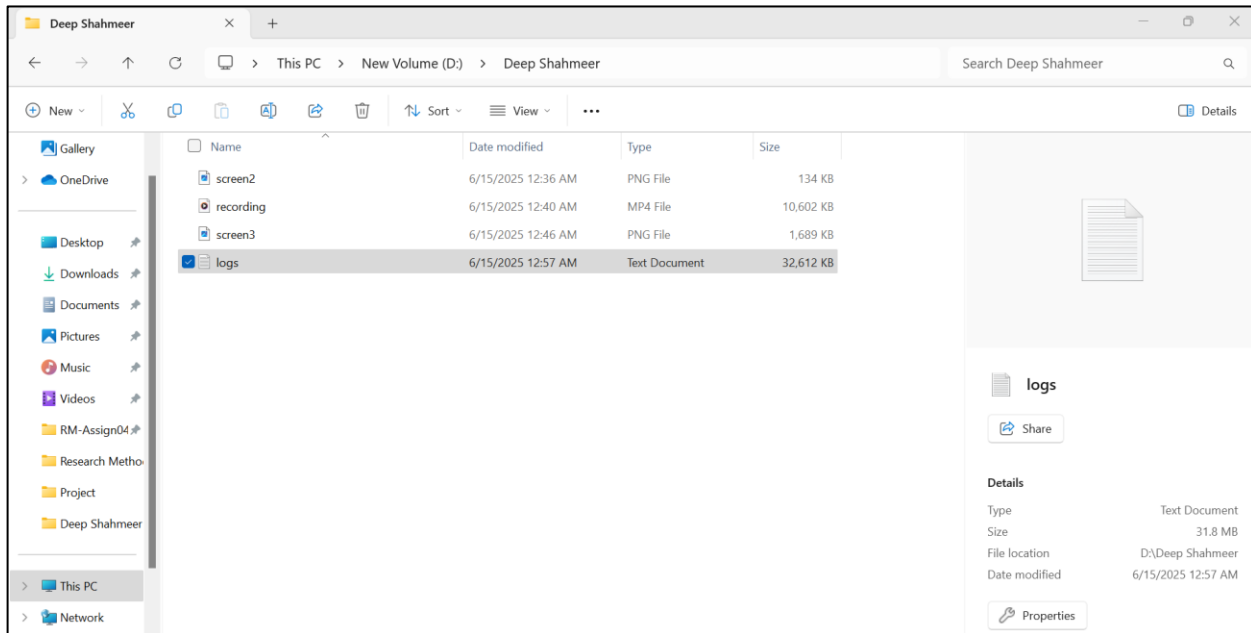 Deep Shahmeer
This PC > New Volume (D:) > Deep Shahmeer
Search Deep Shahmeer
New
Sort
View
Details
Gallery
OneDrive
Desktop
Downloads
Documents
Pictures
Music
Videos
RM-Assign04
Research Metho
Project
Deep Shahmeer
This PC
Network
Name Date modified Type Size
screen2 6/15/2025 12:36 AM PNG File 134 KB
recording 6/15/2025 12:40 AM MP4 File 10,602 KB
screen3 6/15/2025 12:46 AM PNG File 1,689 KB
logs 6/15/2025 12:57 AM Text Document 32,612 KB
logs
Share
Details
Type Text Document
Size 31.8 MB
File location D:\Deep Shahmeer
Date modified 6/15/2025 12:57 AM
Properties